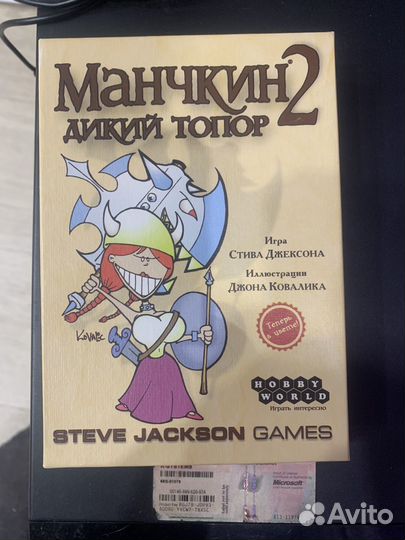 Манчкин® 2
дикий топор
Игра
Стива Джексона
Иллюстрации
Джона Ковалика
Теперь
в цвете!
Kovalic
HOBBY
WORLD
Играть интересно
STEVE JACKSON GAMES
Microsoft
Avito